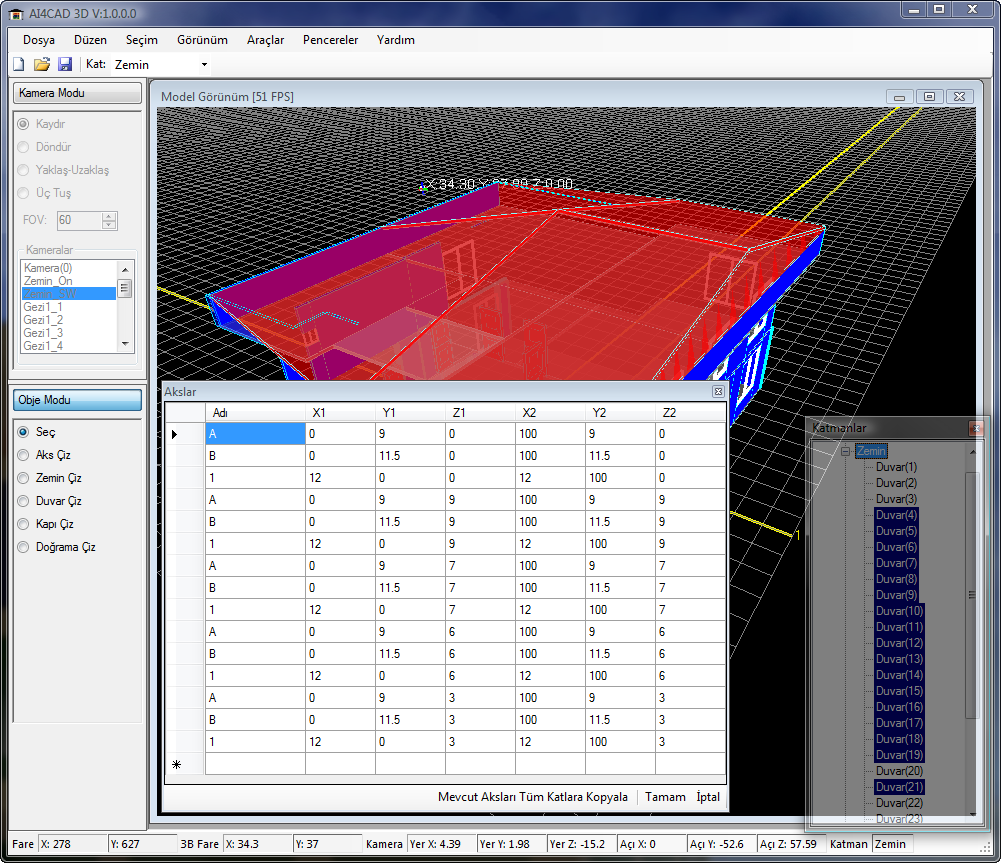 AI4CAD 3D V:1.0.0.0
Dosya Düzen Seçim Görünüm Araçlar Pencereler Yardım
Kat: Zemin
Kamera Modu
Kaydır
Döndür
Yaklaş-Uzaklaş
Üç Tuş
FOV: 60
Kameralar
Kamera(0)
Zemin_On
Gezi1_1
Gezi1_2
Gezi1_3
Gezi1_4
Obje Modu
Seç
Aks Çiz
Zemin Çiz
Duvar Çiz
Kapı Çiz
Doğrama Çiz
Model Görünüm [51 FPS]
1
Akslar
Adı X1 Y1 Z1 X2 Y2 Z2
A 0 9 0 100 9 0
B 0 11.5 0 100 11.5 0
1 12 0 0 12 100 0
A 0 9 9 100 9 9
B 0 11.5 9 100 11.5 9
1 12 0 9 12 100 9
A 0 9 7 100 9 7
B 0 11.5 7 100 11.5 7
1 12 0 7 12 100 7
A 0 9 6 100 9 6
B 0 11.5 6 100 11.5 6
1 12 0 6 12 100 6
A 0 9 3 100 9 3
B 0 11.5 3 100 11.5 3
1 12 0 3 12 100 3
Mevcut Aksları Tüm Katlara Kopyala Tamam İptal
Katmanlar
Zemin
Duvar(1)
Duvar(2)
Duvar(3)
Duvar(4)
Duvar(5)
Duvar(6)
Duvar(7)
Duvar(8)
Duvar(9)
Duvar(10)
Duvar(11)
Duvar(12)
Duvar(13)
Duvar(14)
Duvar(15)
Duvar(16)
Duvar(17)
Duvar(18)
Duvar(19)
Duvar(20)
Duvar(21)
Duvar(22)
Duvar(23)
Fare X: 278 Y: 627 3B Fare X: 34.3 Y: 37 Kamera Yer X: 4.39 Yer Y: 1.98 Yer Z: -15.2 Açı X: 0 Açı Y: -52.6 Açı Z: 57.59 Katman Zemin